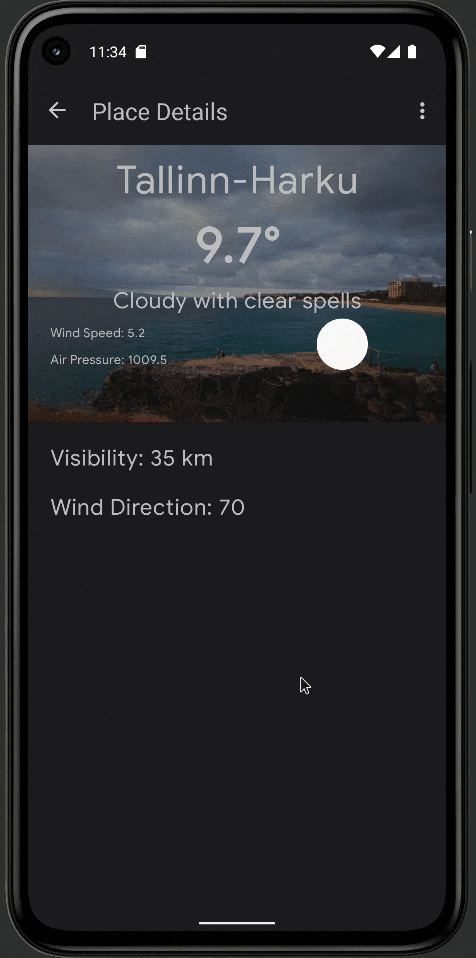 11:34
Place Details
Tallinn-Harku
9.7°
Cloudy with clear spells
Wind Speed: 5.2
Air Pressure: 1009.5
Visibility: 35 km
Wind Direction: 70